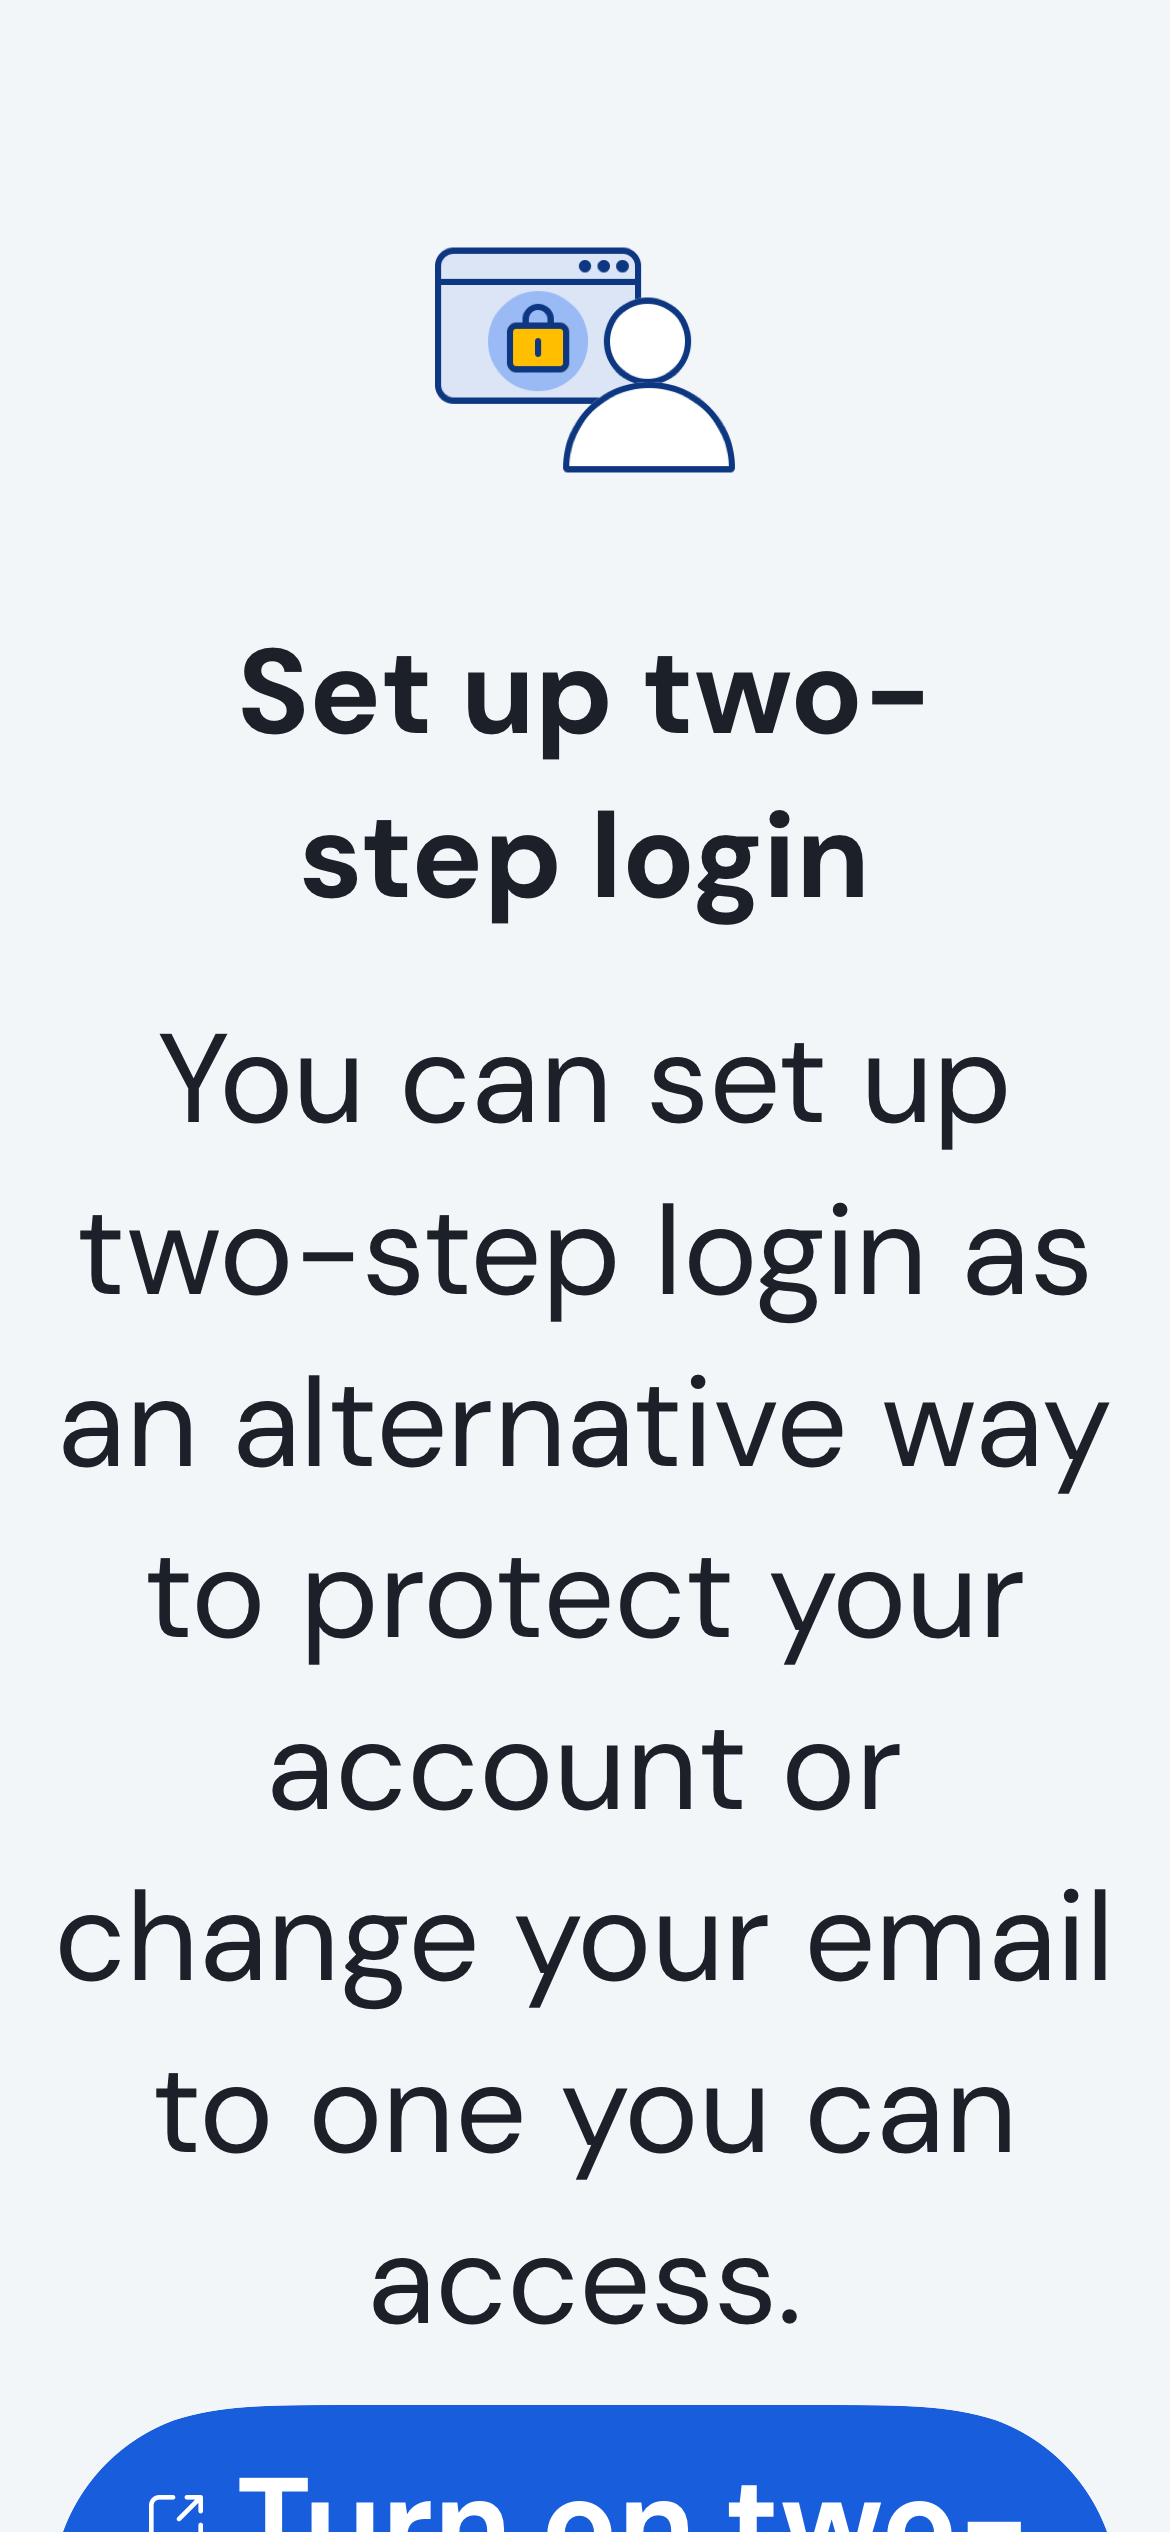 Set up two-
step login
You can set up
two-step login as
an alternative way
to protect your
account or
change your email
to one you can
access.
Turn on two-